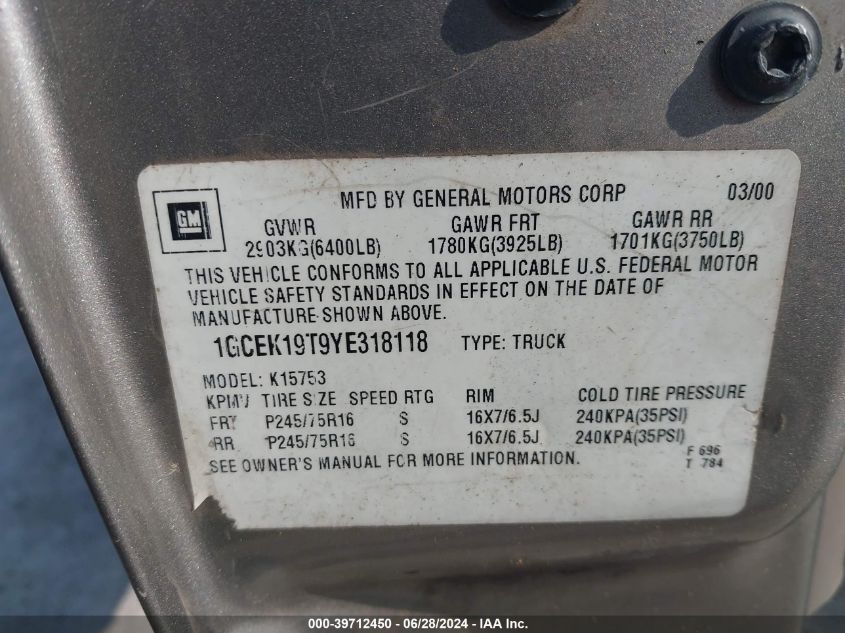 MFD BY GENERAL MOTORS CORP 03/00
GM
GVWR GAWR FRT GAWR RR
2903KG(6400LB) 1780KG(3925LB) 1701KG(3750LB)
THIS VEHICLE CONFORMS TO ALL APPLICABLE U.S. FEDERAL MOTOR
VEHICLE SAFETY STANDARDS IN EFFECT ON THE DATE OF
MANUFACTURE SHOWN ABOVE.
1GCEK19T9YE318118 TYPE: TRUCK
MODEL: K15753
TIRE SIZE SPEED RTG RIM COLD TIRE PRESSURE
FRT P245/75R16 S 16X7/6.5J 240KPA(35PSI)
RR P245/75R16 S 16X7/6.5J 240KPA(35PSI)
SEE OWNER'S MANUAL FOR MORE INFORMATION.
F 696
T 784
000-39712450 - 06/28/2024 - IAA Inc.